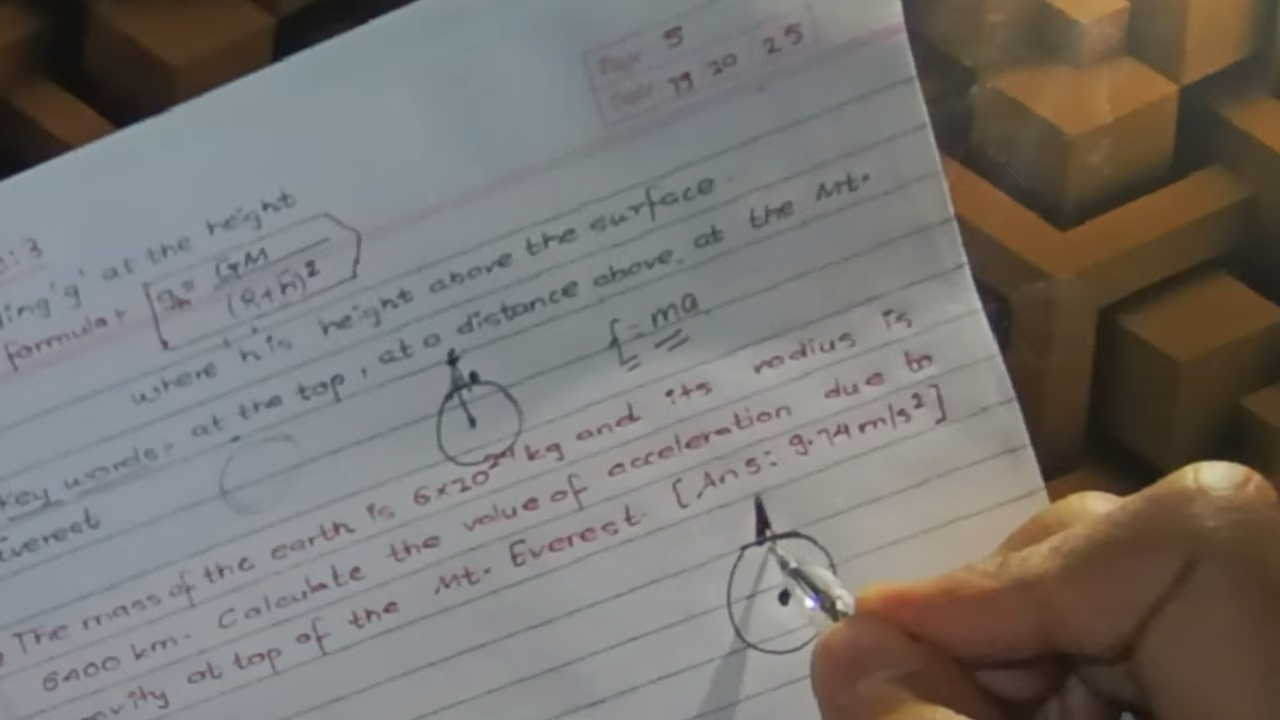 Page 5
Date 19 20 25
: 3
ding 'g' at the height
formula = gₕ = GM / (R+h)²
where 'h' is height above the surface
key words = at the top, at a distance above, at the Mt.
Everest
f = ma
The mass of the earth is 6×10²⁴ kg and its radius is
6400 km. Calculate the value of acceleration due to
gravity at top of the Mt. Everest. [Ans: 9.74 m/s²]